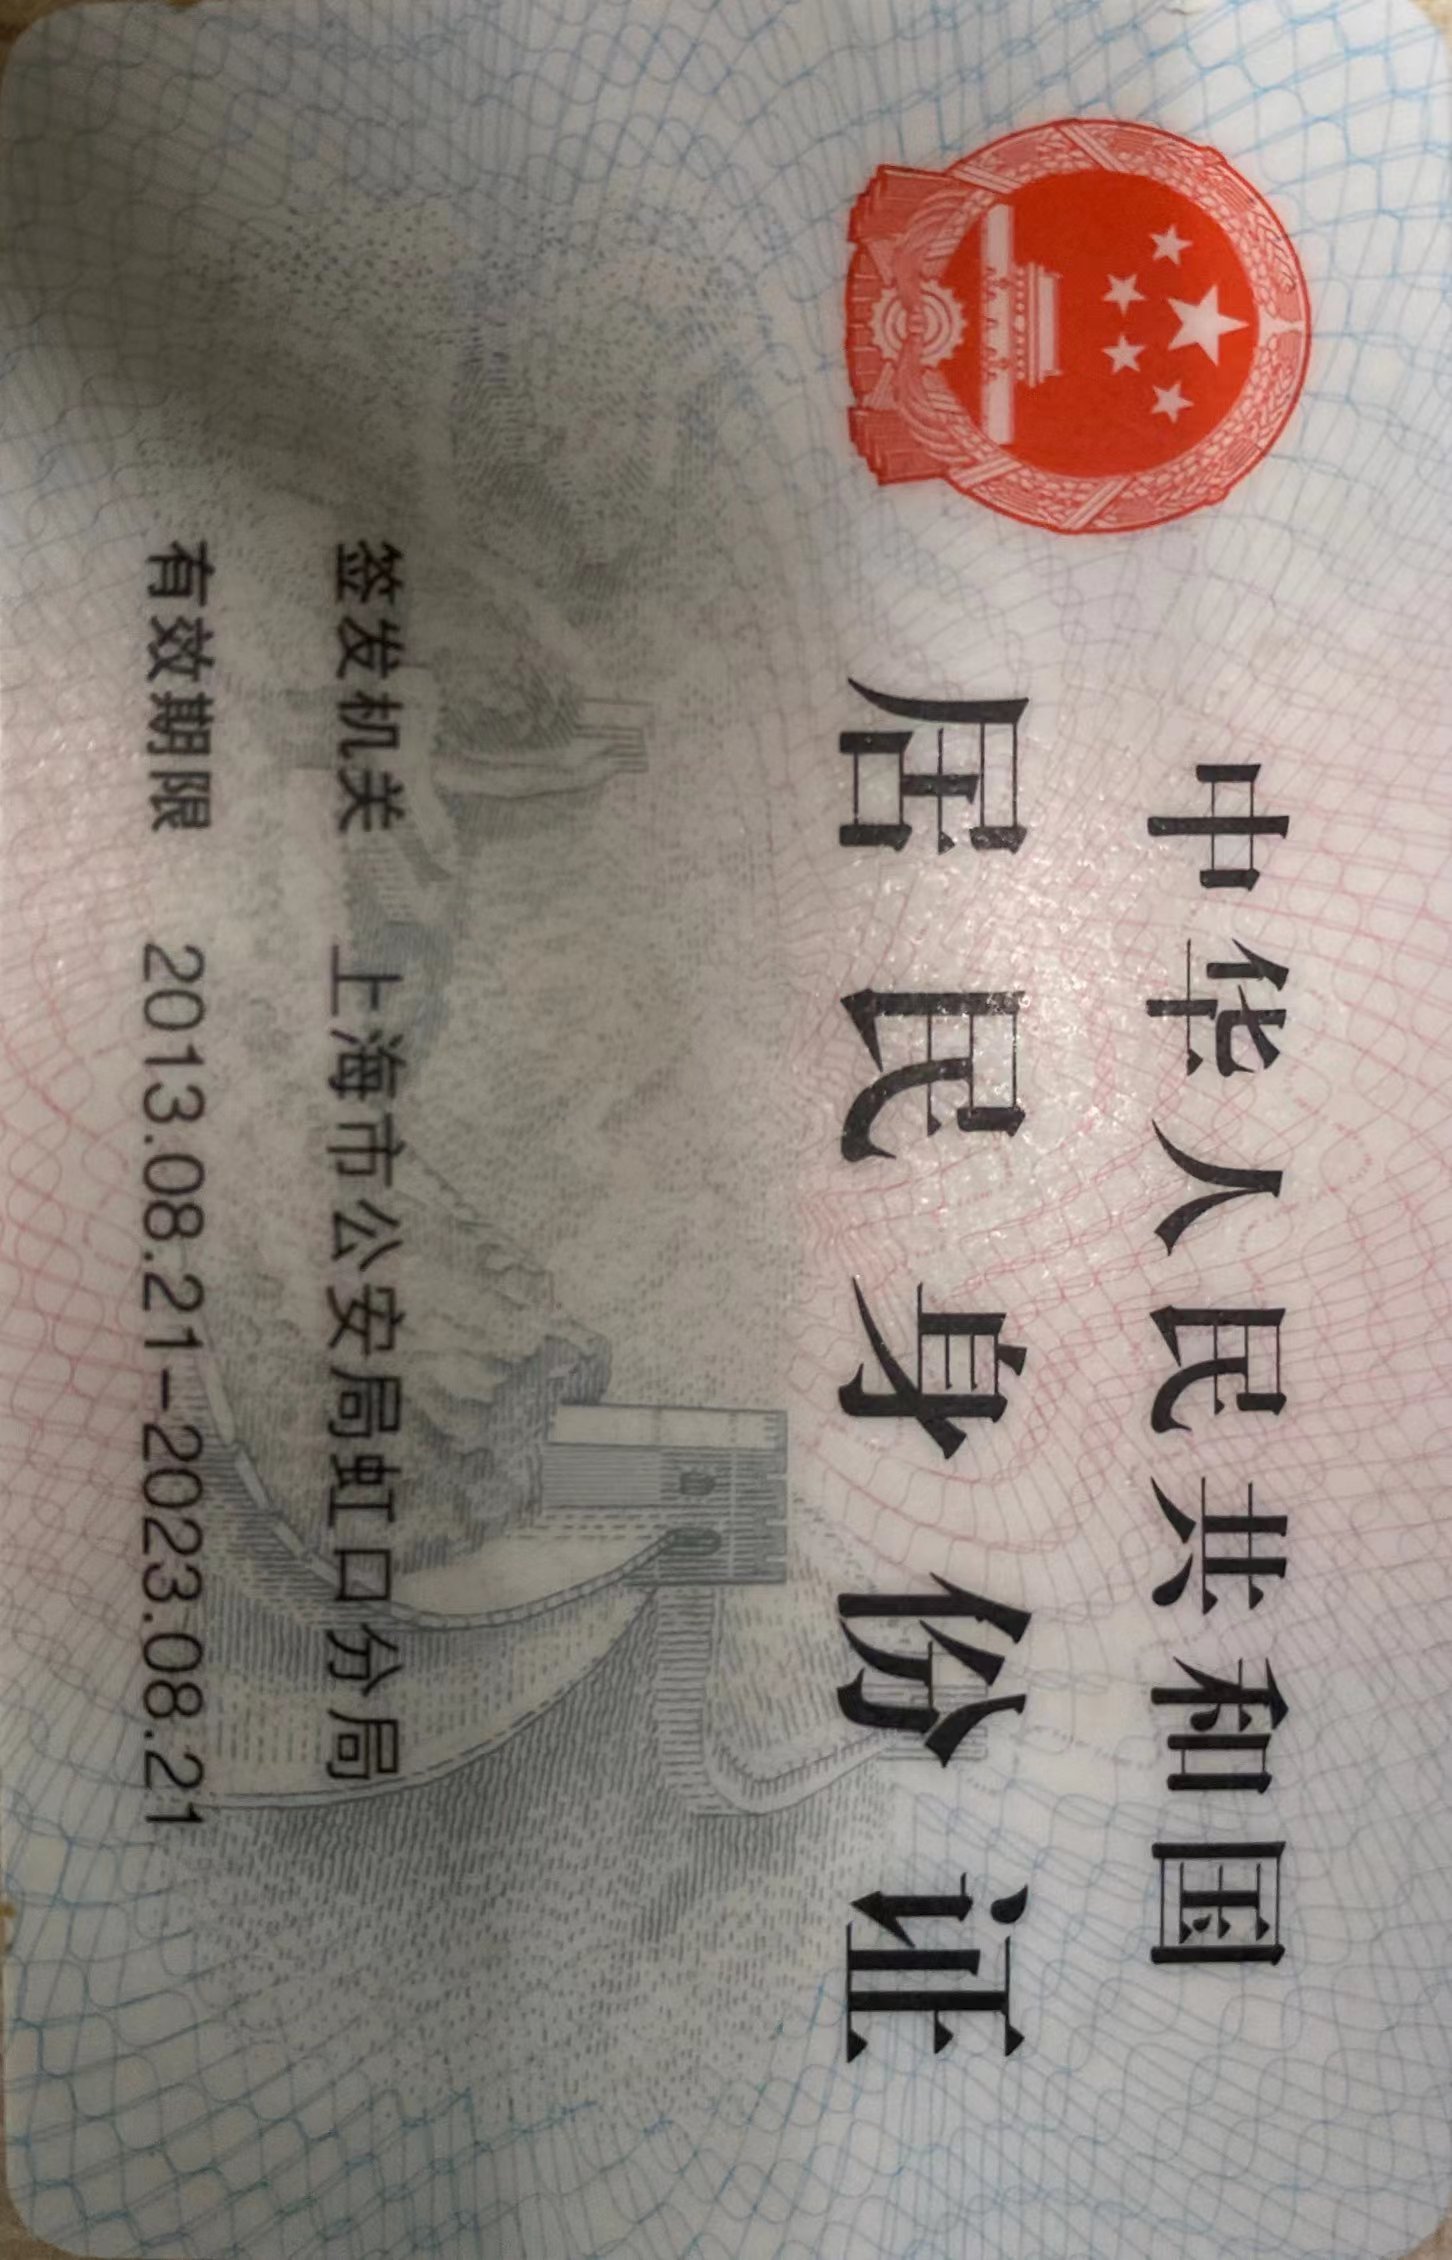 中华人民共和国
居民身份证
签发机关 上海市公安局虹口分局
有效期限 2013.08.21-2023.08.21